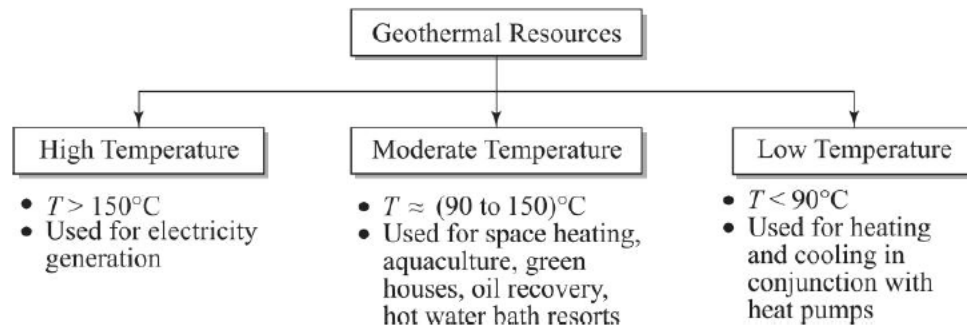 Geothermal Resources
High Temperature
• T > 150°C
• Used for electricity
generation
Moderate Temperature
• T ≈ (90 to 150)°C
• Used for space heating,
aquaculture, green
houses, oil recovery,
hot water bath resorts
Low Temperature
• T < 90°C
• Used for heating
and cooling in
conjunction with
heat pumps